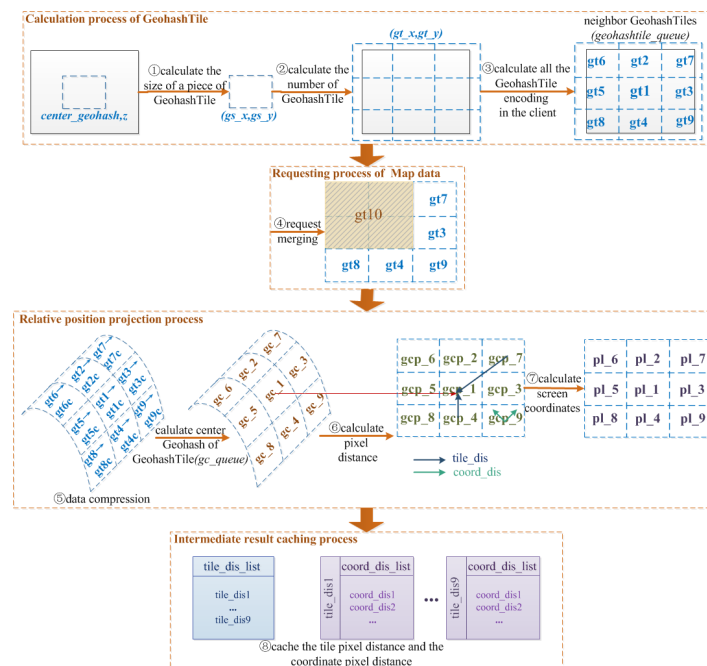 Calculation process of GeohashTile
neighbor GeohashTiles
(geohashtile_queue)
center_geohash,z
①calculate the
size of a piece of
GeohashTile
(gs_x,gs_y)
②calculate the
number of
GeohashTile
(gt_x,gt_y)
③calculate all the
GeohashTile
encoding
in the client
gt6 gt2 gt7
gt5 gt1 gt3
gt8 gt4 gt9
Requesting process of Map data
④request
merging
gt10
gt7
gt3
gt8 gt4 gt9
Relative position projection process
gt6→ gt2→ gt7→
gt6c gt2c gt7c
gt5→ gt1→ gt3→
gt5c gt1c gt3c
gt8→ gt4→ gt9→
gt8c gt4c gt9c
⑤data compression
calulate center
Geohash of
GeohashTile(gc_queue)
gc_6 gc_2 gc_7
gc_5 gc_1 gc_3
gc_8 gc_4 gc_9
⑥calculate
pixel
distance
gcp_6 gcp_2 gcp_7
gcp_5 gcp_1 gcp_3
gcp_8 gcp_4 gcp_9
tile_dis
coord_dis
⑦calculate
screen
coordinates
pl_6 pl_2 pl_7
pl_5 pl_1 pl_3
pl_8 pl_4 pl_9
Intermediate result caching process
tile_dis_list
tile_dis1
...
tile_dis9
tile_dis1
coord_dis_list
coord_dis1
coord_dis2
...
...
tile_dis9
coord_dis_list
coord_dis1
coord_dis2
...
⑧cache the tile pixel distance and the
coordinate pixel distance